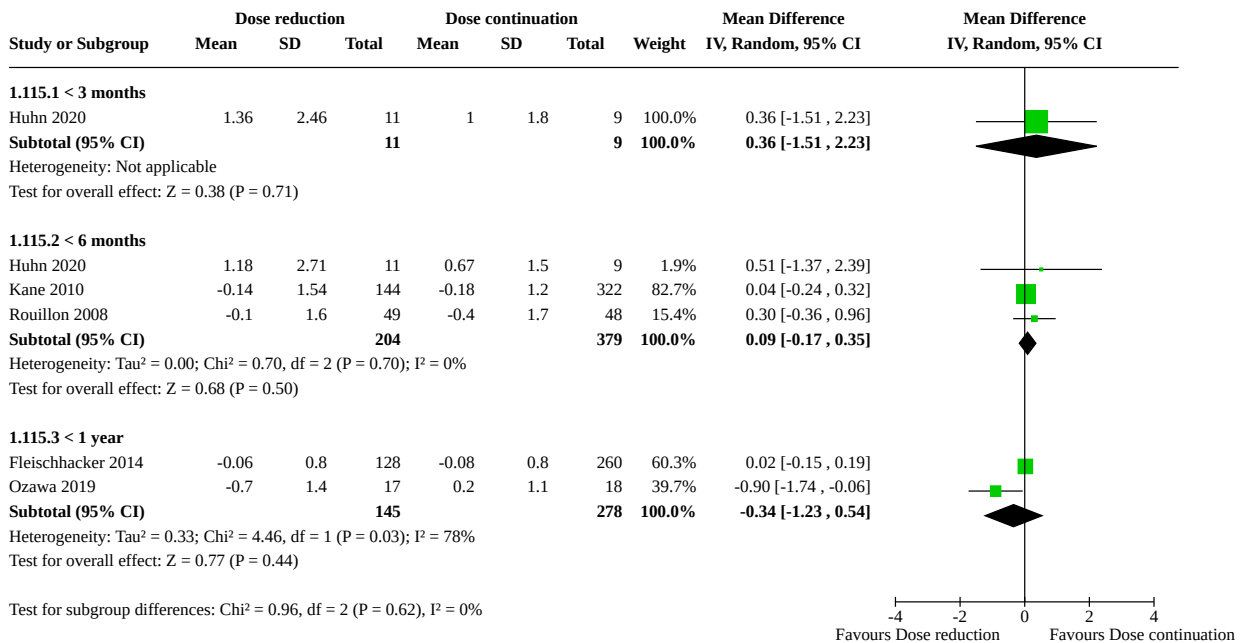 Dose reduction Dose continuation Mean Difference Mean Difference
Study or Subgroup Mean SD Total Mean SD Total Weight IV, Random, 95% CI IV, Random, 95% CI
1.115.1 < 3 months
Huhn 2020 1.36 2.46 11 1 1.8 9 100.0% 0.36 [-1.51 , 2.23]
Subtotal (95% CI) 11 9 100.0% 0.36 [-1.51 , 2.23]
Heterogeneity: Not applicable
Test for overall effect: Z = 0.38 (P = 0.71)
1.115.2 < 6 months
Huhn 2020 1.18 2.71 11 0.67 1.5 9 1.9% 0.51 [-1.37 , 2.39]
Kane 2010 -0.14 1.54 144 -0.18 1.2 322 82.7% 0.04 [-0.24 , 0.32]
Rouillon 2008 -0.1 1.6 49 -0.4 1.7 48 15.4% 0.30 [-0.36 , 0.96]
Subtotal (95% CI) 204 379 100.0% 0.09 [-0.17 , 0.35]
Heterogeneity: Tau² = 0.00; Chi² = 0.70, df = 2 (P = 0.70); I² = 0%
Test for overall effect: Z = 0.68 (P = 0.50)
1.115.3 < 1 year
Fleischhacker 2014 -0.06 0.8 128 -0.08 0.8 260 60.3% 0.02 [-0.15 , 0.19]
Ozawa 2019 -0.7 1.4 17 0.2 1.1 18 39.7% -0.90 [-1.74 , -0.06]
Subtotal (95% CI) 145 278 100.0% -0.34 [-1.23 , 0.54]
Heterogeneity: Tau² = 0.33; Chi² = 4.46, df = 1 (P = 0.03); I² = 78%
Test for overall effect: Z = 0.77 (P = 0.44)
Test for subgroup differences: Chi² = 0.96, df = 2 (P = 0.62), I² = 0%
-4 -2 0 2 4
Favours Dose reduction Favours Dose continuation